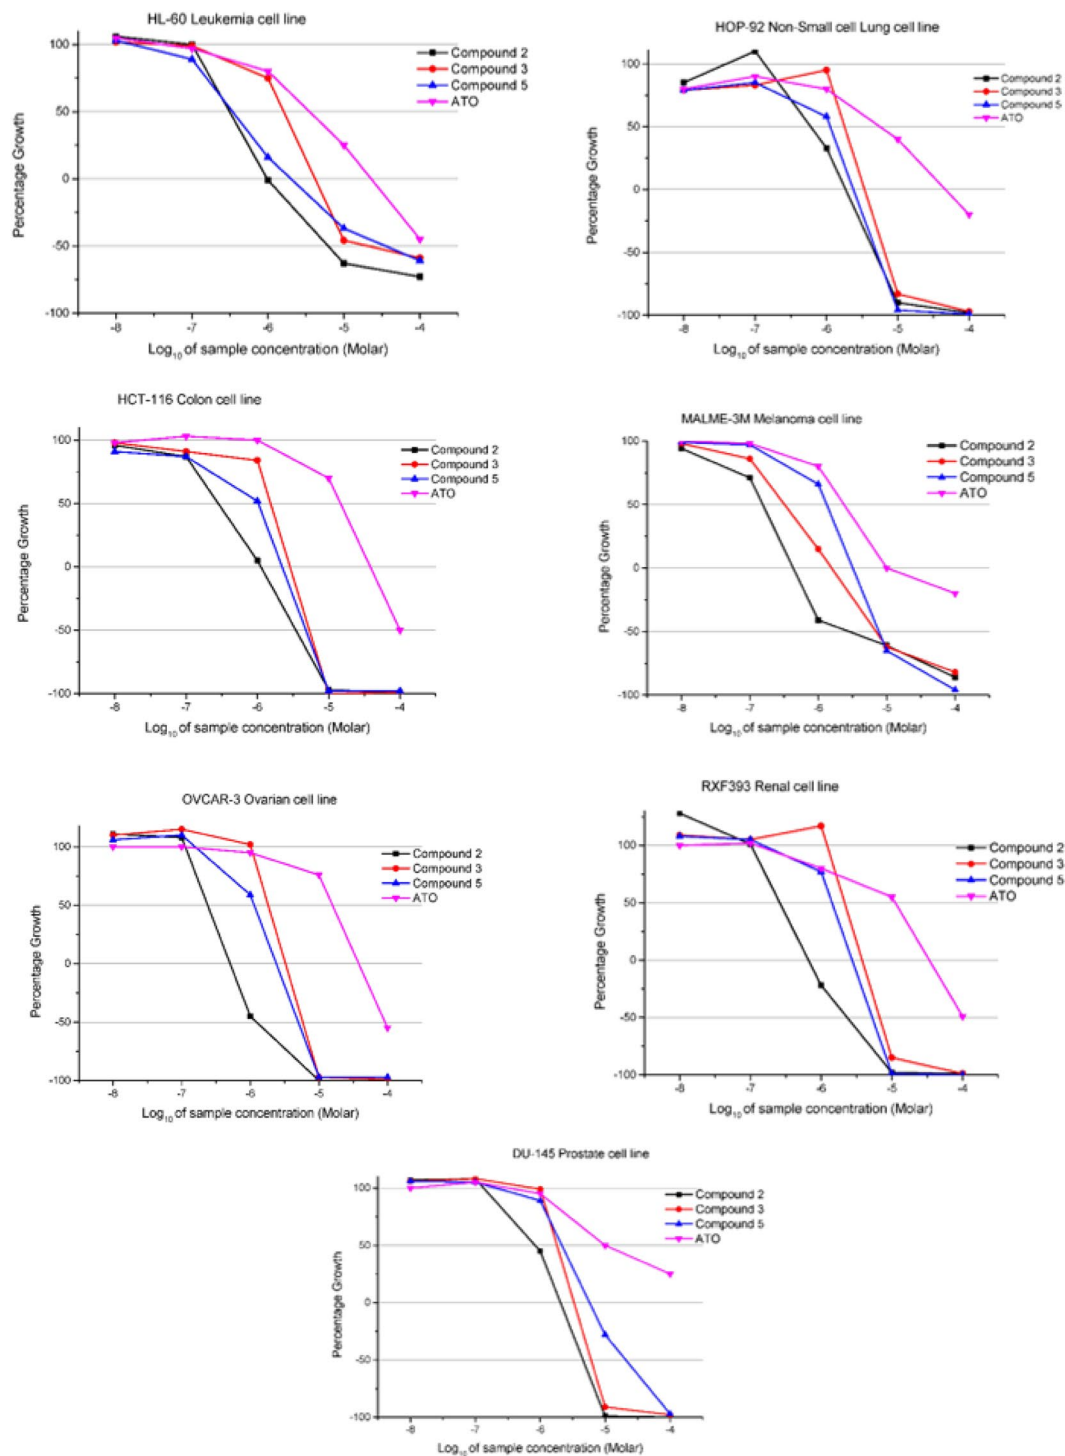 HL-60 Leukemia cell line
100
50
0
-50
-100
Percentage Growth
Compound 2
Compound 3
Compound 5
ATO
-8 -7 -6 -5 -4
Log10 of sample concentration (Molar)
HOP-92 Non-Small cell Lung cell line
100
50
0
-50
-100
Percentage Growth
Compound 2
Compound 3
Compound 5
ATO
-8 -7 -6 -5 -4
Log10 of sample concentration (Molar)
HCT-116 Colon cell line
100
50
0
-50
-100
Percentage Growth
Compound 2
Compound 3
Compound 5
ATO
-8 -7 -6 -5 -4
Log10 of sample concentration (Molar)
MALME-3M Melanoma cell line
100
50
0
-50
-100
Percentage Growth
Compound 2
Compound 3
Compound 5
ATO
-8 -7 -6 -5 -4
Log10 of sample concentration (Molar)
OVCAR-3 Ovarian cell line
100
50
0
-50
-100
Percentage Growth
Compound 2
Compound 3
Compound 5
ATO
-8 -7 -6 -5 -4
Log10 of sample concentration (Molar)
RXF393 Renal cell line
100
50
0
-50
-100
Percentage Growth
Compound 2
Compound 3
Compound 5
ATO
-8 -7 -6 -5 -4
Log10 of sample concentration (Molar)
DU-145 Prostate cell line
100
50
0
-50
-100
Percentage Growth
Compound 2
Compound 3
Compound 5
ATO
-8 -7 -6 -5 -4
Log10 of sample concentration (Molar)